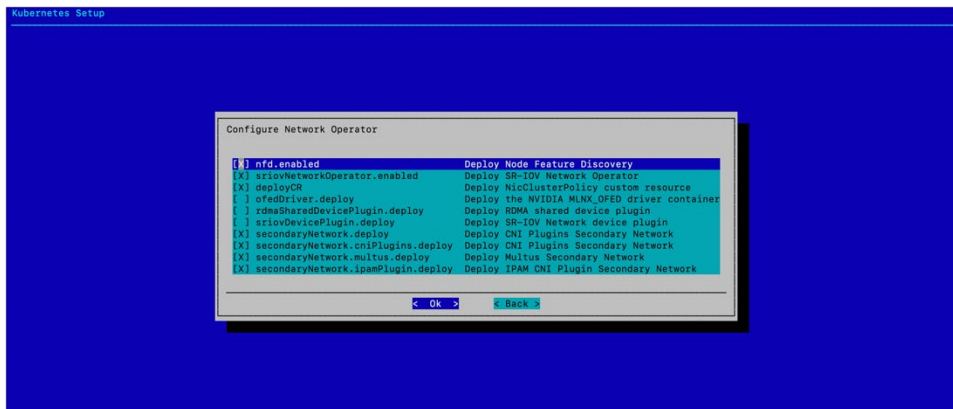 Kubernetes Setup
Configure Network Operator
[X] nfd.enabled Deploy Node Feature Discovery
[X] sriovNetworkOperator.enabled Deploy SR-IOV Network Operator
[X] deployCR Deploy NicClusterPolicy custom resource
[ ] ofedDriver.deploy Deploy the NVIDIA MLNX_OFED driver container
[ ] rdmaSharedDevicePlugin.deploy Deploy RDMA shared device plugin
[ ] sriovDevicePlugin.deploy Deploy SR-IOV Network device plugin
[X] secondaryNetwork.deploy Deploy CNI Plugins Secondary Network
[X] secondaryNetwork.cniPlugins.deploy Deploy CNI Plugins Secondary Network
[X] secondaryNetwork.multus.deploy Deploy Multus Secondary Network
[X] secondaryNetwork.ipamPlugin.deploy Deploy IPAM CNI Plugin Secondary Network
< Ok > < Back >